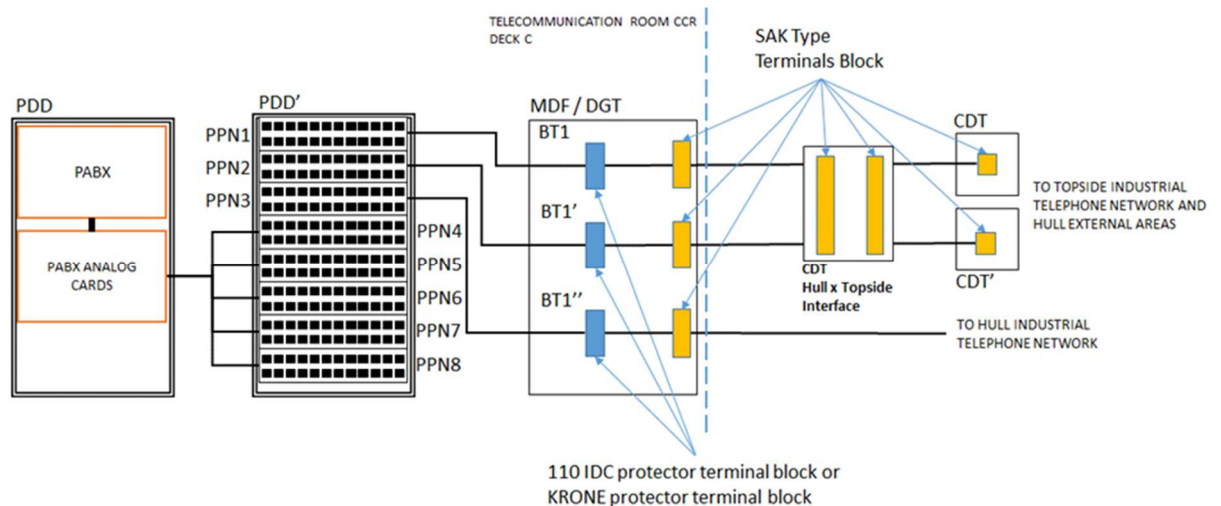 TELECOMMUNICATION ROOM CCR
DECK C
SAK Type
Terminals Block
PDD
PDD'
MDF / DGT
CDT
PPN1
BT1
PABX
PPN2
PPN3
TO TOPSIDE INDUSTRIAL
TELEPHONE NETWORK AND
HULL EXTERNAL AREAS
BT1'
PPN4
PABX ANALOG
CARDS
PPN5
CDT
Hull x Topside
Interface
CDT'
PPN6
BT1''
PPN7
TO HULL INDUSTRIAL
TELEPHONE NETWORK
PPN8
110 IDC protector terminal block or
KRONE protector terminal block